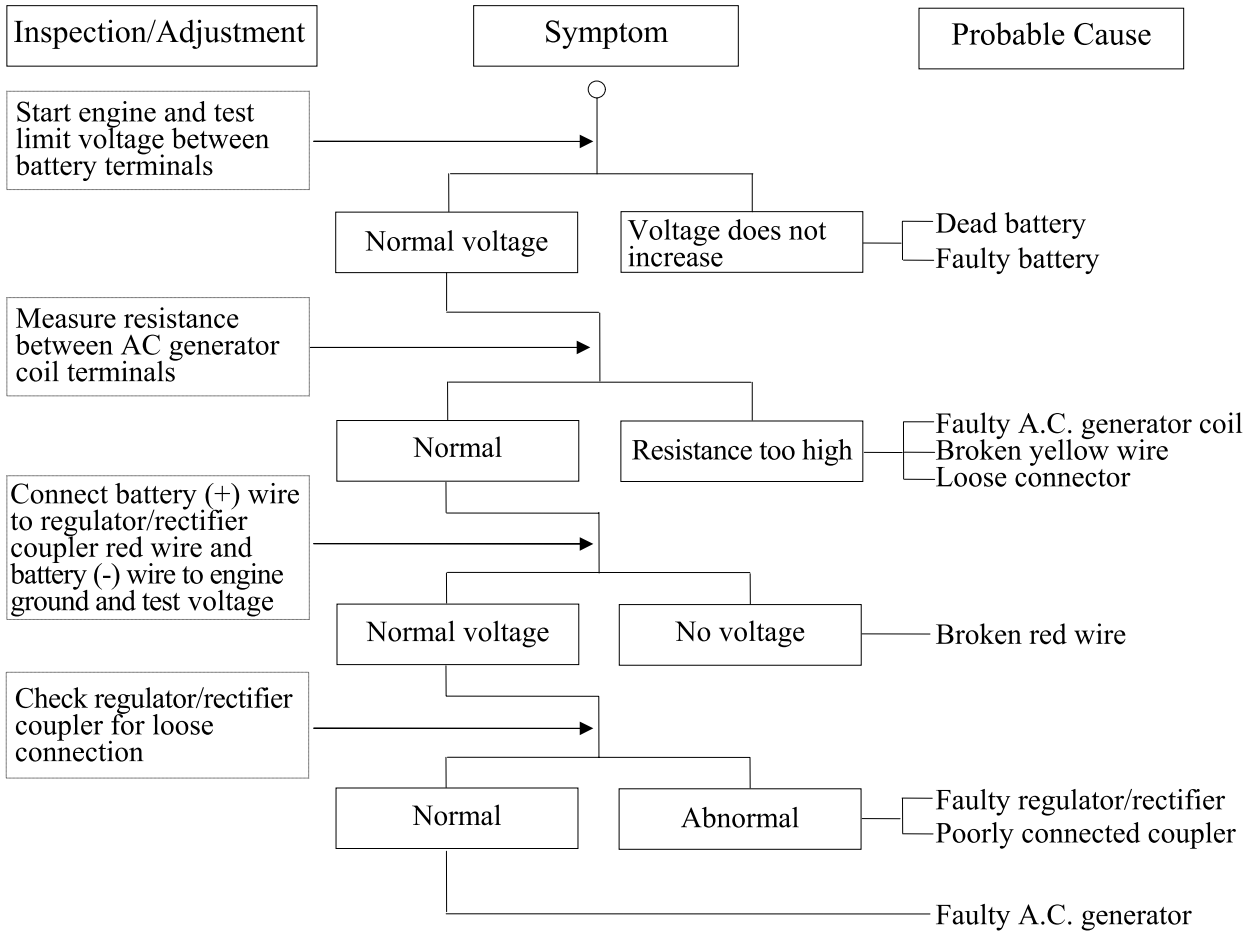 Inspection/Adjustment
Symptom
Probable Cause
Start engine and test
limit voltage between
battery terminals
Normal voltage
Voltage does not
increase
Dead battery
Faulty battery
Measure resistance
between AC generator
coil terminals
Normal
Resistance too high
Faulty A.C. generator coil
Broken yellow wire
Loose connector
Connect battery (+) wire
to regulator/rectifier
coupler red wire and
battery (-) wire to engine
ground and test voltage
Normal voltage
No voltage
Broken red wire
Check regulator/rectifier
coupler for loose
connection
Normal
Abnormal
Faulty regulator/rectifier
Poorly connected coupler
Faulty A.C. generator